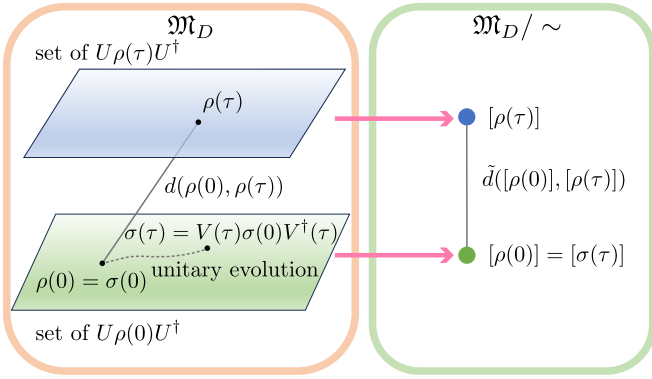 𝔐_D
set of Uρ(τ)U†
ρ(τ)
d(ρ(0), ρ(τ))
σ(τ) = V(τ)σ(0)V†(τ)
unitary evolution
ρ(0) = σ(0)
set of Uρ(0)U†
𝔐_D/ ∼
[ρ(τ)]
d̃([ρ(0)], [ρ(τ)])
[ρ(0)] = [σ(τ)]